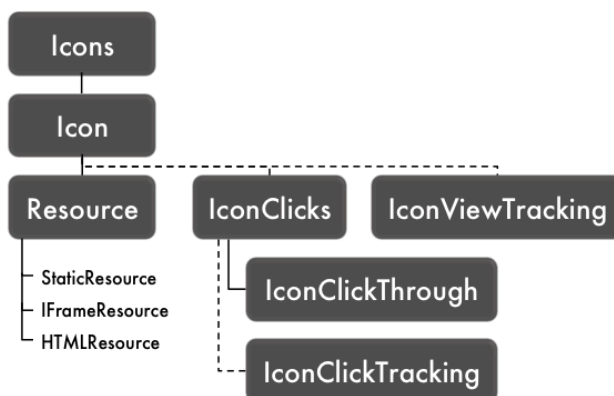 Icons
Icon
Resource
IconClicks
IconViewTracking
StaticResource
IFrameResource
HTMLResource
IconClickThrough
IconClickTracking